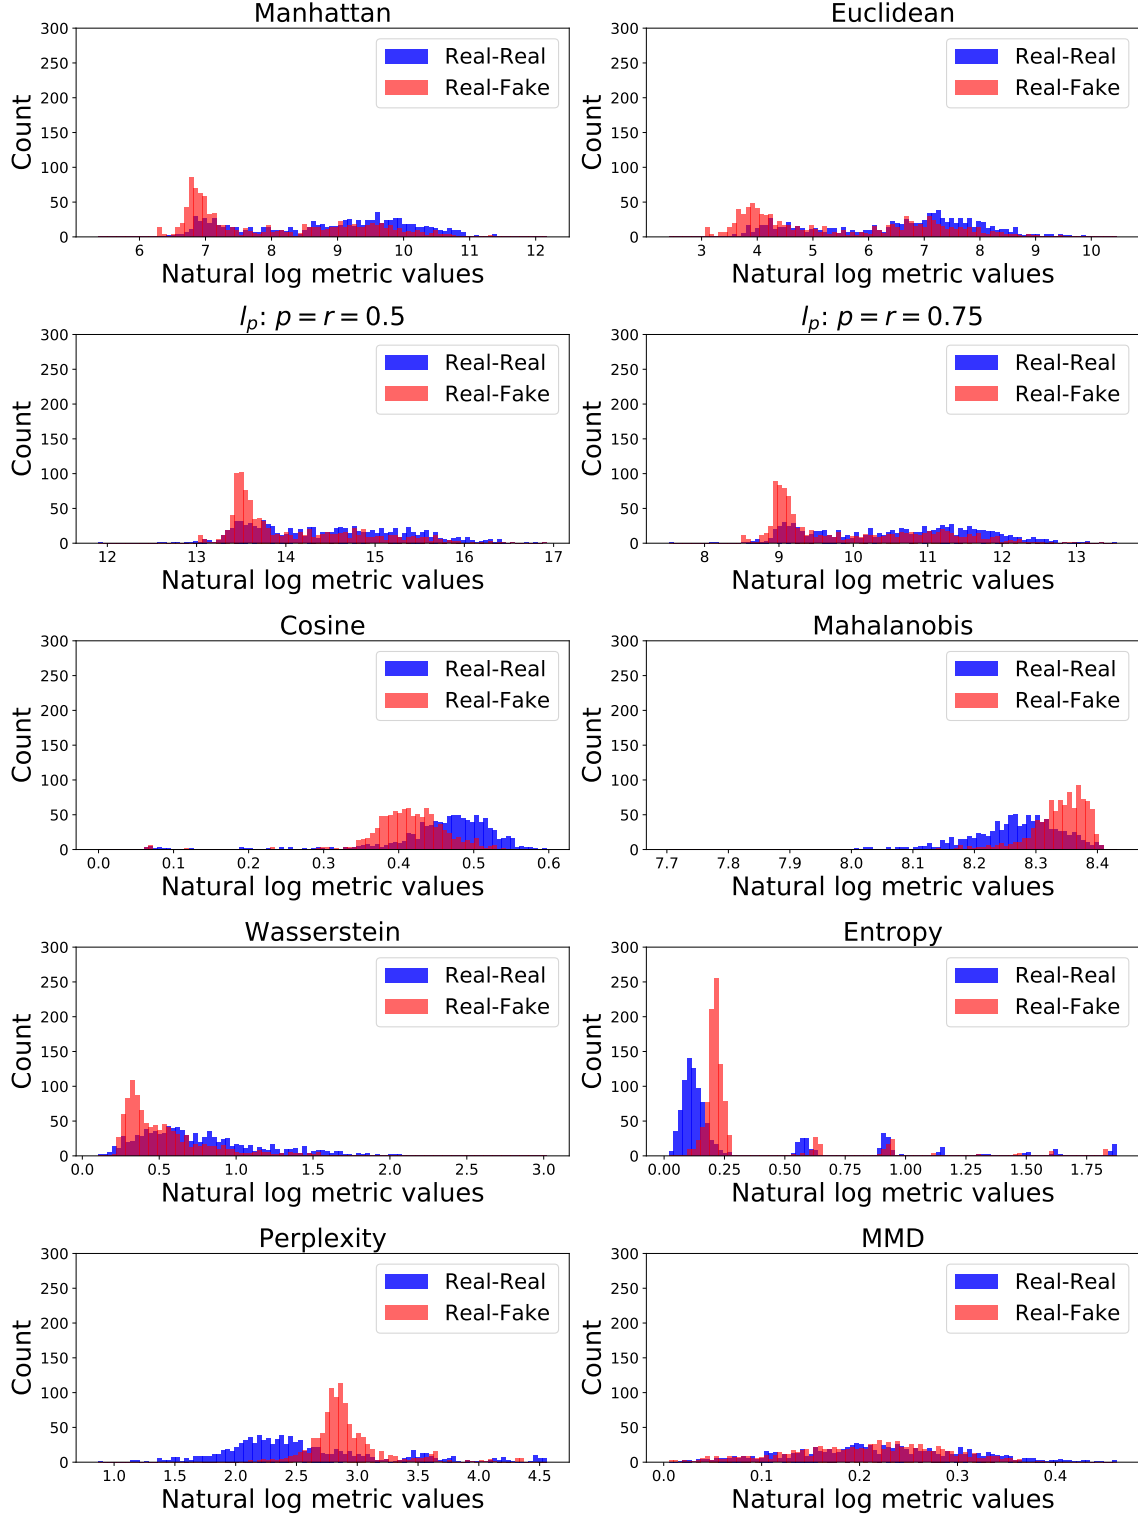 Manhattan
300
250
200
150
100
50
0
Count
Real-Real
Real-Fake
6 7 8 9 10 11 12
Natural log metric values
Euclidean
300
250
200
150
100
50
0
Count
Real-Real
Real-Fake
3 4 5 6 7 8 9 10
Natural log metric values
l_p: p = r = 0.5
300
250
200
150
100
50
0
Count
Real-Real
Real-Fake
12 13 14 15 16 17
Natural log metric values
l_p: p = r = 0.75
300
250
200
150
100
50
0
Count
Real-Real
Real-Fake
8 9 10 11 12 13
Natural log metric values
Cosine
300
250
200
150
100
50
0
Count
Real-Real
Real-Fake
0.0 0.1 0.2 0.3 0.4 0.5 0.6
Natural log metric values
Mahalanobis
300
250
200
150
100
50
0
Count
Real-Real
Real-Fake
7.7 7.8 7.9 8.0 8.1 8.2 8.3 8.4
Natural log metric values
Wasserstein
300
250
200
150
100
50
0
Count
Real-Real
Real-Fake
0.0 0.5 1.0 1.5 2.0 2.5 3.0
Natural log metric values
Entropy
300
250
200
150
100
50
0
Count
Real-Real
Real-Fake
0.00 0.25 0.50 0.75 1.00 1.25 1.50 1.75
Natural log metric values
Perplexity
300
250
200
150
100
50
0
Count
Real-Real
Real-Fake
1.0 1.5 2.0 2.5 3.0 3.5 4.0 4.5
Natural log metric values
MMD
300
250
200
150
100
50
0
Count
Real-Real
Real-Fake
0.0 0.1 0.2 0.3 0.4
Natural log metric values